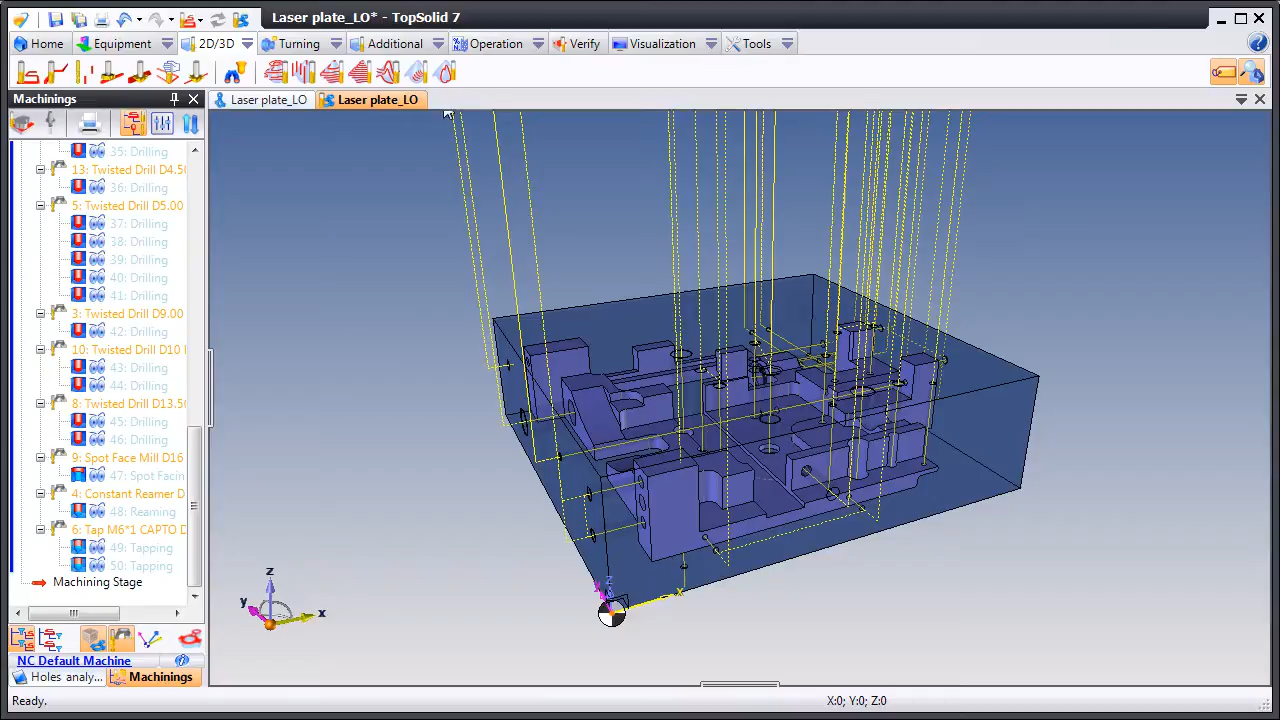 Laser plate_LO* - TopSolid 7
Home
Equipment
2D/3D
Turning
Additional
Operation
Verify
Visualization
Tools
Machinings
Laser plate_LO
Laser plate_LO
35: Drilling
13: Twisted Drill D4.50
36: Drilling
5: Twisted Drill D5.00
37: Drilling
38: Drilling
39: Drilling
40: Drilling
41: Drilling
3: Twisted Drill D9.00
42: Drilling
10: Twisted Drill D10
43: Drilling
44: Drilling
8: Twisted Drill D13.50
45: Drilling
46: Drilling
9: Spot Face Mill D16
47: Spot Facin
4: Constant Reamer D
48: Reaming
6: Tap M6*1 CAPTO D
49: Tapping
50: Tapping
Machining Stage
z
y
x
z
NC Default Machine
Holes analy...
Machinings
Ready.
X:0; Y:0; Z:0